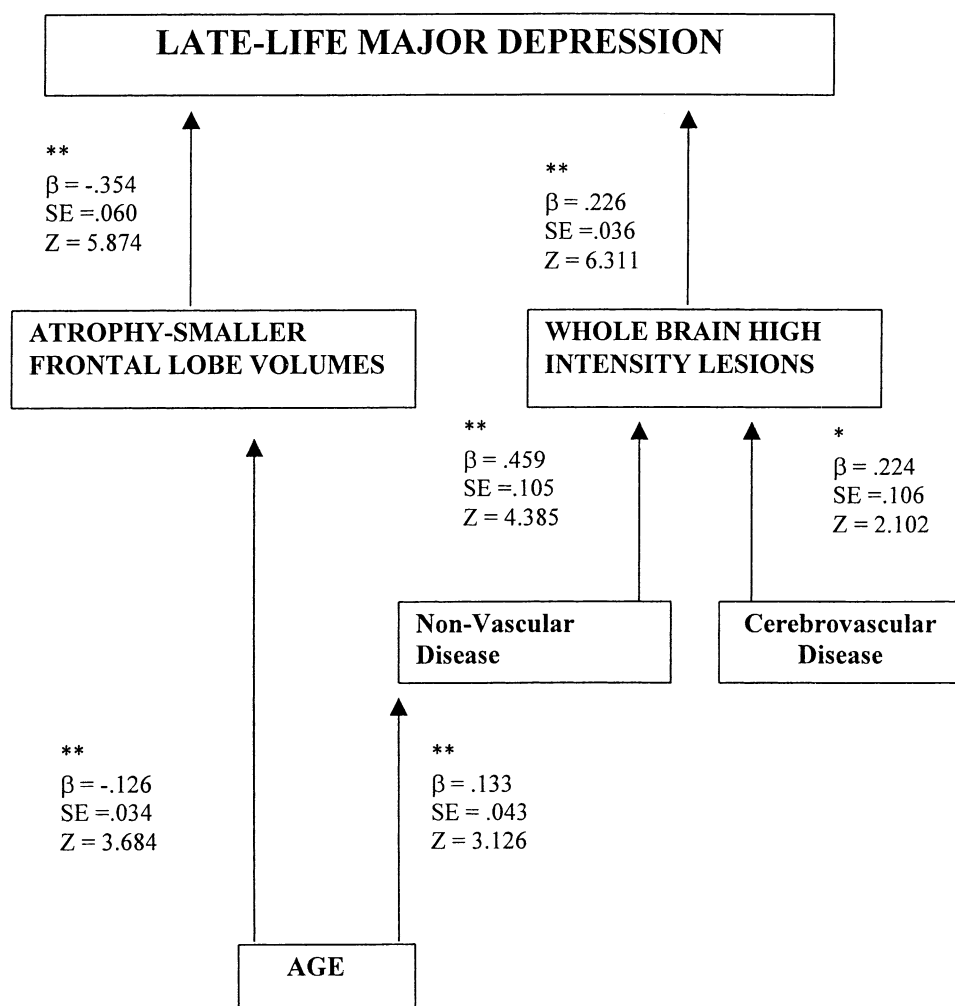 LATE-LIFE MAJOR DEPRESSION
**
β = -.354
SE =.060
Z = 5.874
**
β = .226
SE =.036
Z = 6.311
ATROPHY-SMALLER
FRONTAL LOBE VOLUMES
WHOLE BRAIN HIGH
INTENSITY LESIONS
**
β = .459
SE =.105
Z = 4.385
*
β = .224
SE =.106
Z = 2.102
Non-Vascular
Disease
Cerebrovascular
Disease
**
β = -.126
SE =.034
Z = 3.684
**
β = .133
SE = .043
Z = 3.126
AGE